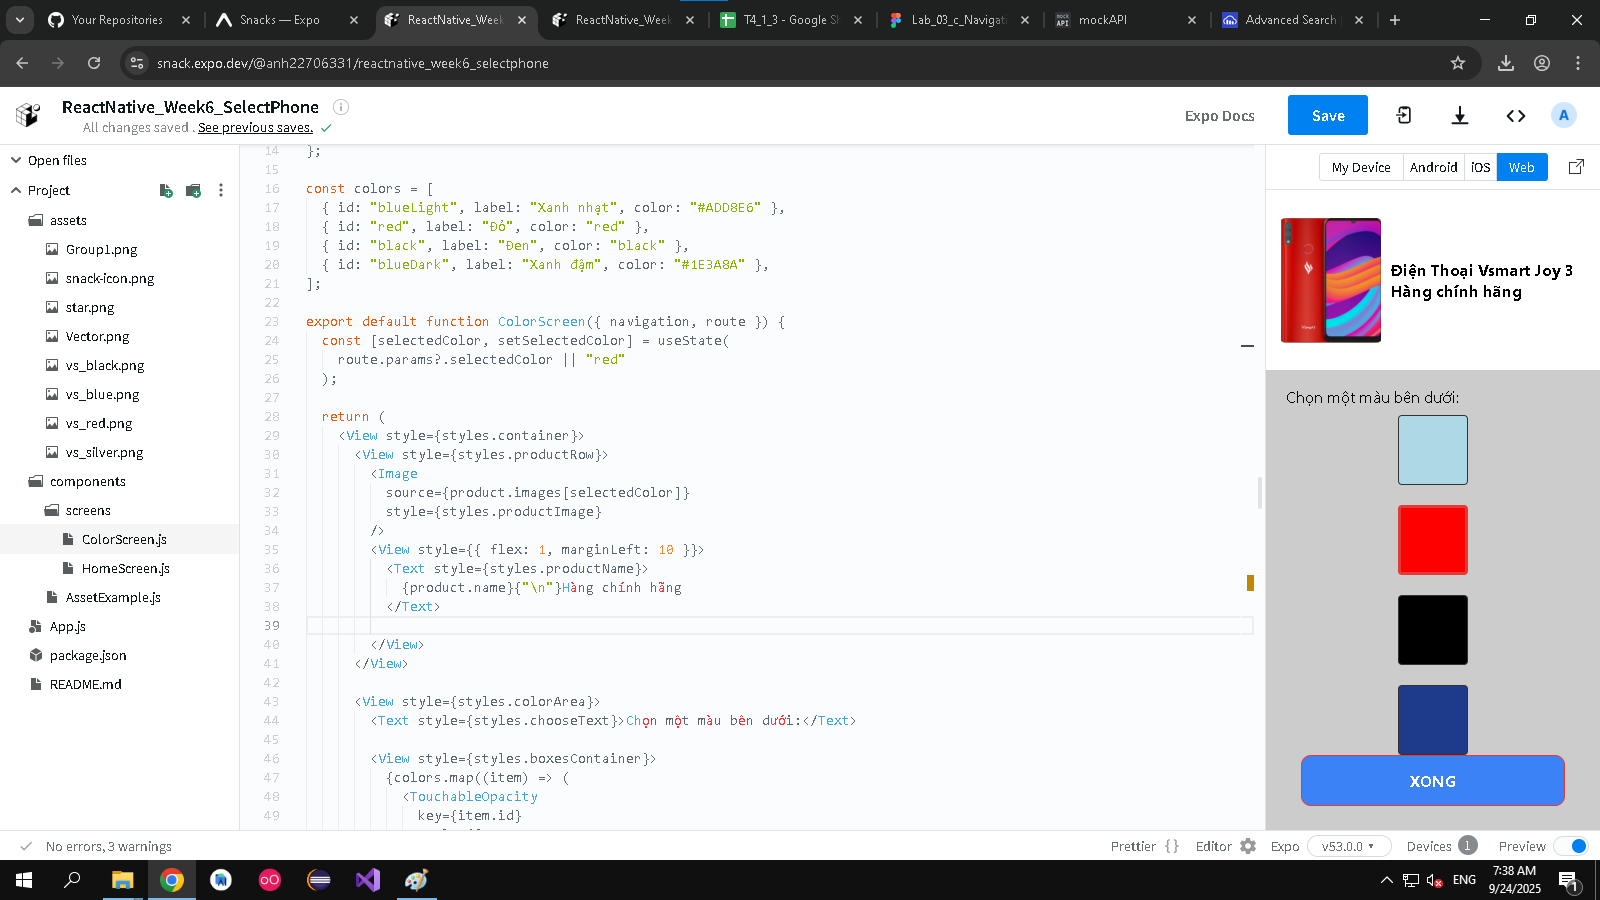 Your Repositories
Snacks — Expo
ReactNative_Week
ReactNative_Week
T4_1_3 - Google Sh
Lab_03_c_Navigat
mockAPI
Advanced Search
snack.expo.dev/@anh22706331/reactnative_week6_selectphone
ReactNative_Week6_SelectPhone
All changes saved . See previous saves.
Expo Docs
Save
A
Open files
Project
assets
Group1.png
snack-icon.png
star.png
Vector.png
vs_black.png
vs_blue.png
vs_red.png
vs_silver.png
components
screens
ColorScreen.js
HomeScreen.js
AssetExample.js
App.js
package.json
README.md
14 };
15
16 const colors = [
17 { id: "blueLight", label: "Xanh nhạt", color: "#ADD8E6" },
18 { id: "red", label: "Đỏ", color: "red" },
19 { id: "black", label: "Đen", color: "black" },
20 { id: "blueDark", label: "Xanh đậm", color: "#1E3A8A" },
21 ];
22
23 export default function ColorScreen({ navigation, route }) {
24 const [selectedColor, setSelectedColor] = useState(
25 route.params?.selectedColor || "red"
26 );
27
28 return (
29 <View style={styles.container}>
30 <View style={styles.productRow}>
31 <Image
32 source={product.images[selectedColor]}
33 style={styles.productImage}
34 />
35 <View style={{ flex: 1, marginLeft: 10 }}>
36 <Text style={styles.productName}>
37 {product.name}{"\n"}Hàng chính hãng
38 </Text>
39
40 </View>
41 </View>
42
43 <View style={styles.colorArea}>
44 <Text style={styles.chooseText}>Chọn một màu bên dưới:</Text>
45
46 <View style={styles.boxesContainer}>
47 {colors.map((item) => (
48 <TouchableOpacity
49 key={item.id}
My Device
Android
iOS
Web
Điện Thoại Vsmart Joy 3
Hàng chính hãng
Chọn một màu bên dưới:
XONG
No errors, 3 warnings
Prettier { }
Editor
Expo
v53.0.0
Devices 1
Preview
ENG
7:38 AM
9/24/2025
1